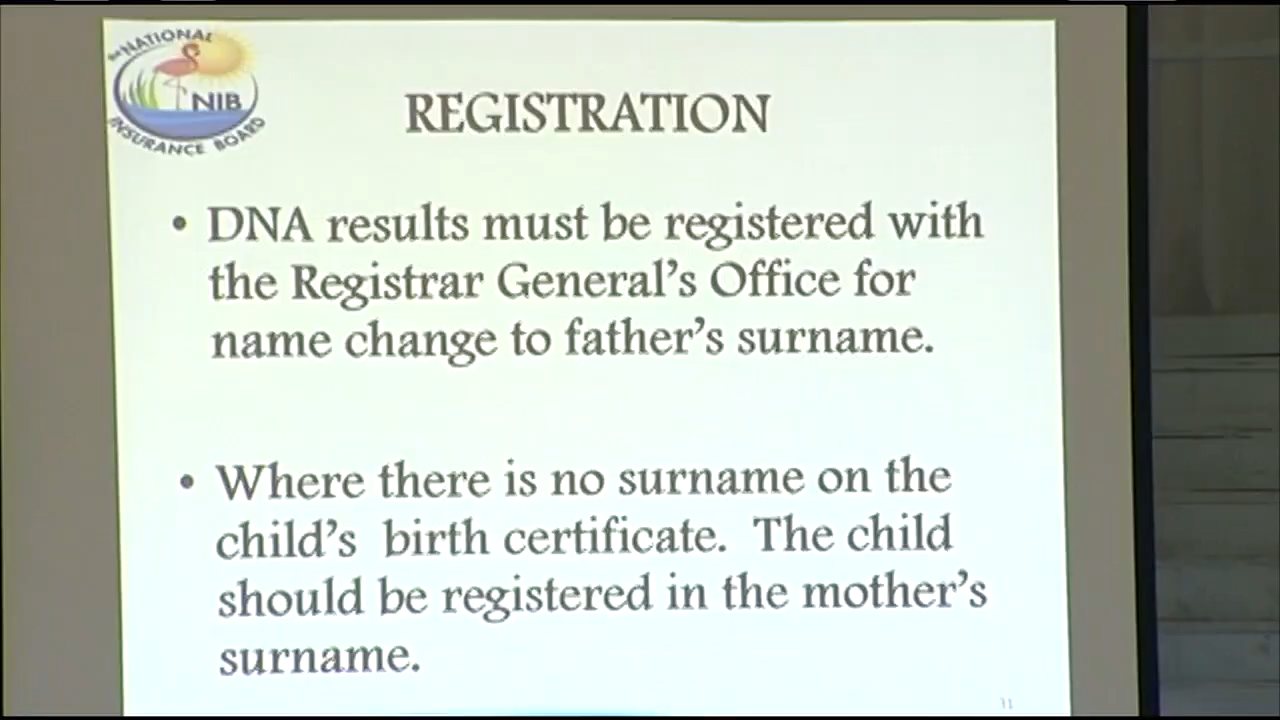 THE NATIONAL
NIB
INSURANCE BOARD
REGISTRATION
• DNA results must be registered with
the Registrar General's Office for
name change to father's surname.
• Where there is no surname on the
child's  birth certificate.  The child
should be registered in the mother's
surname.